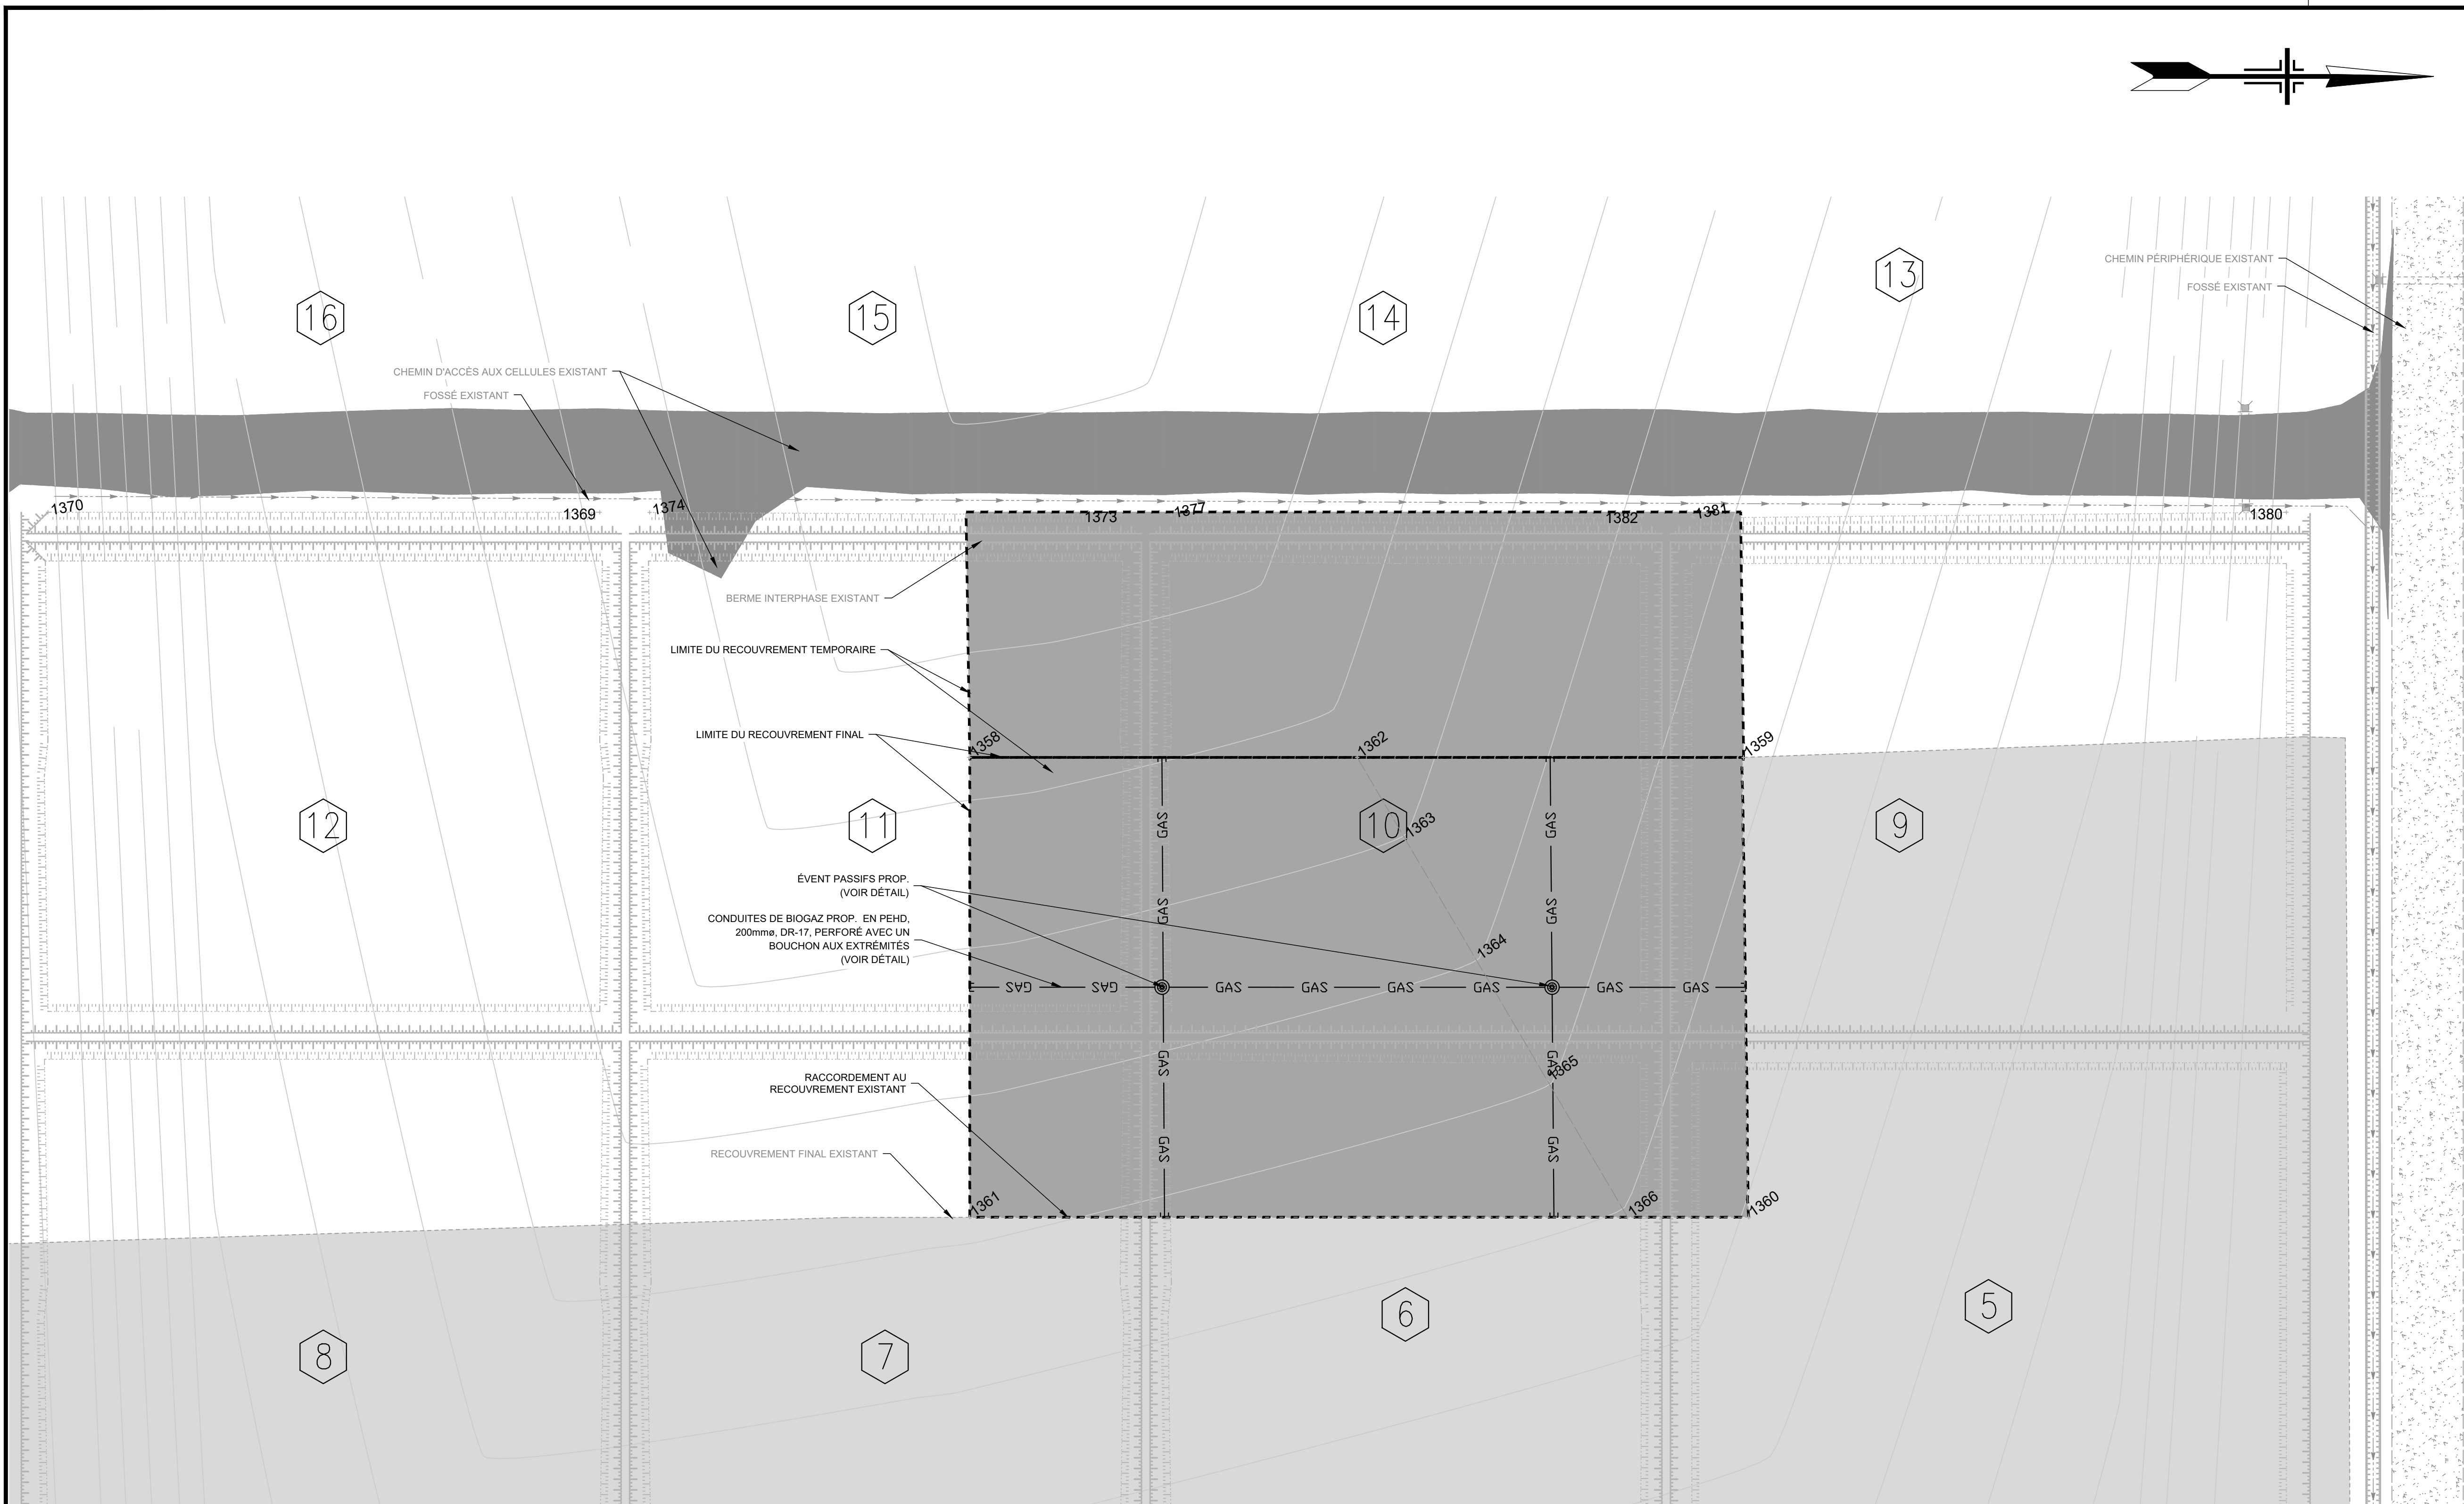 13
CHEMIN PÉRIPHÉRIQUE EXISTANT
FOSSÉ EXISTANT
16
15
14
CHEMIN D'ACCÈS AUX CELLULES EXISTANT
FOSSÉ EXISTANT
1370
1369
1374
1373
1377
1382
1381
1380
BERME INTERPHASE EXISTANT
LIMITE DU RECOUVREMENT TEMPORAIRE
LIMITE DU RECOUVREMENT FINAL
1358
1362
1359
12
11
10
1363
9
GAS
GAS
ÉVENT PASSIFS PROP.
(VOIR DÉTAIL)
GAS
GAS
CONDUITES DE BIOGAZ PROP. EN PEHD,
200mmø, DR-17, PERFORÉ AVEC UN
BOUCHON AUX EXTRÉMITÉS
(VOIR DÉTAIL)
1364
GAS
GAS
GAS
GAS
GAS
GAS
GAS
GAS
GAS
GAS
1365
RACCORDEMENT AU
RECOUVREMENT EXISTANT
GAS
GAS
RECOUVREMENT FINAL EXISTANT
1361
1366
1360
8
7
6
5